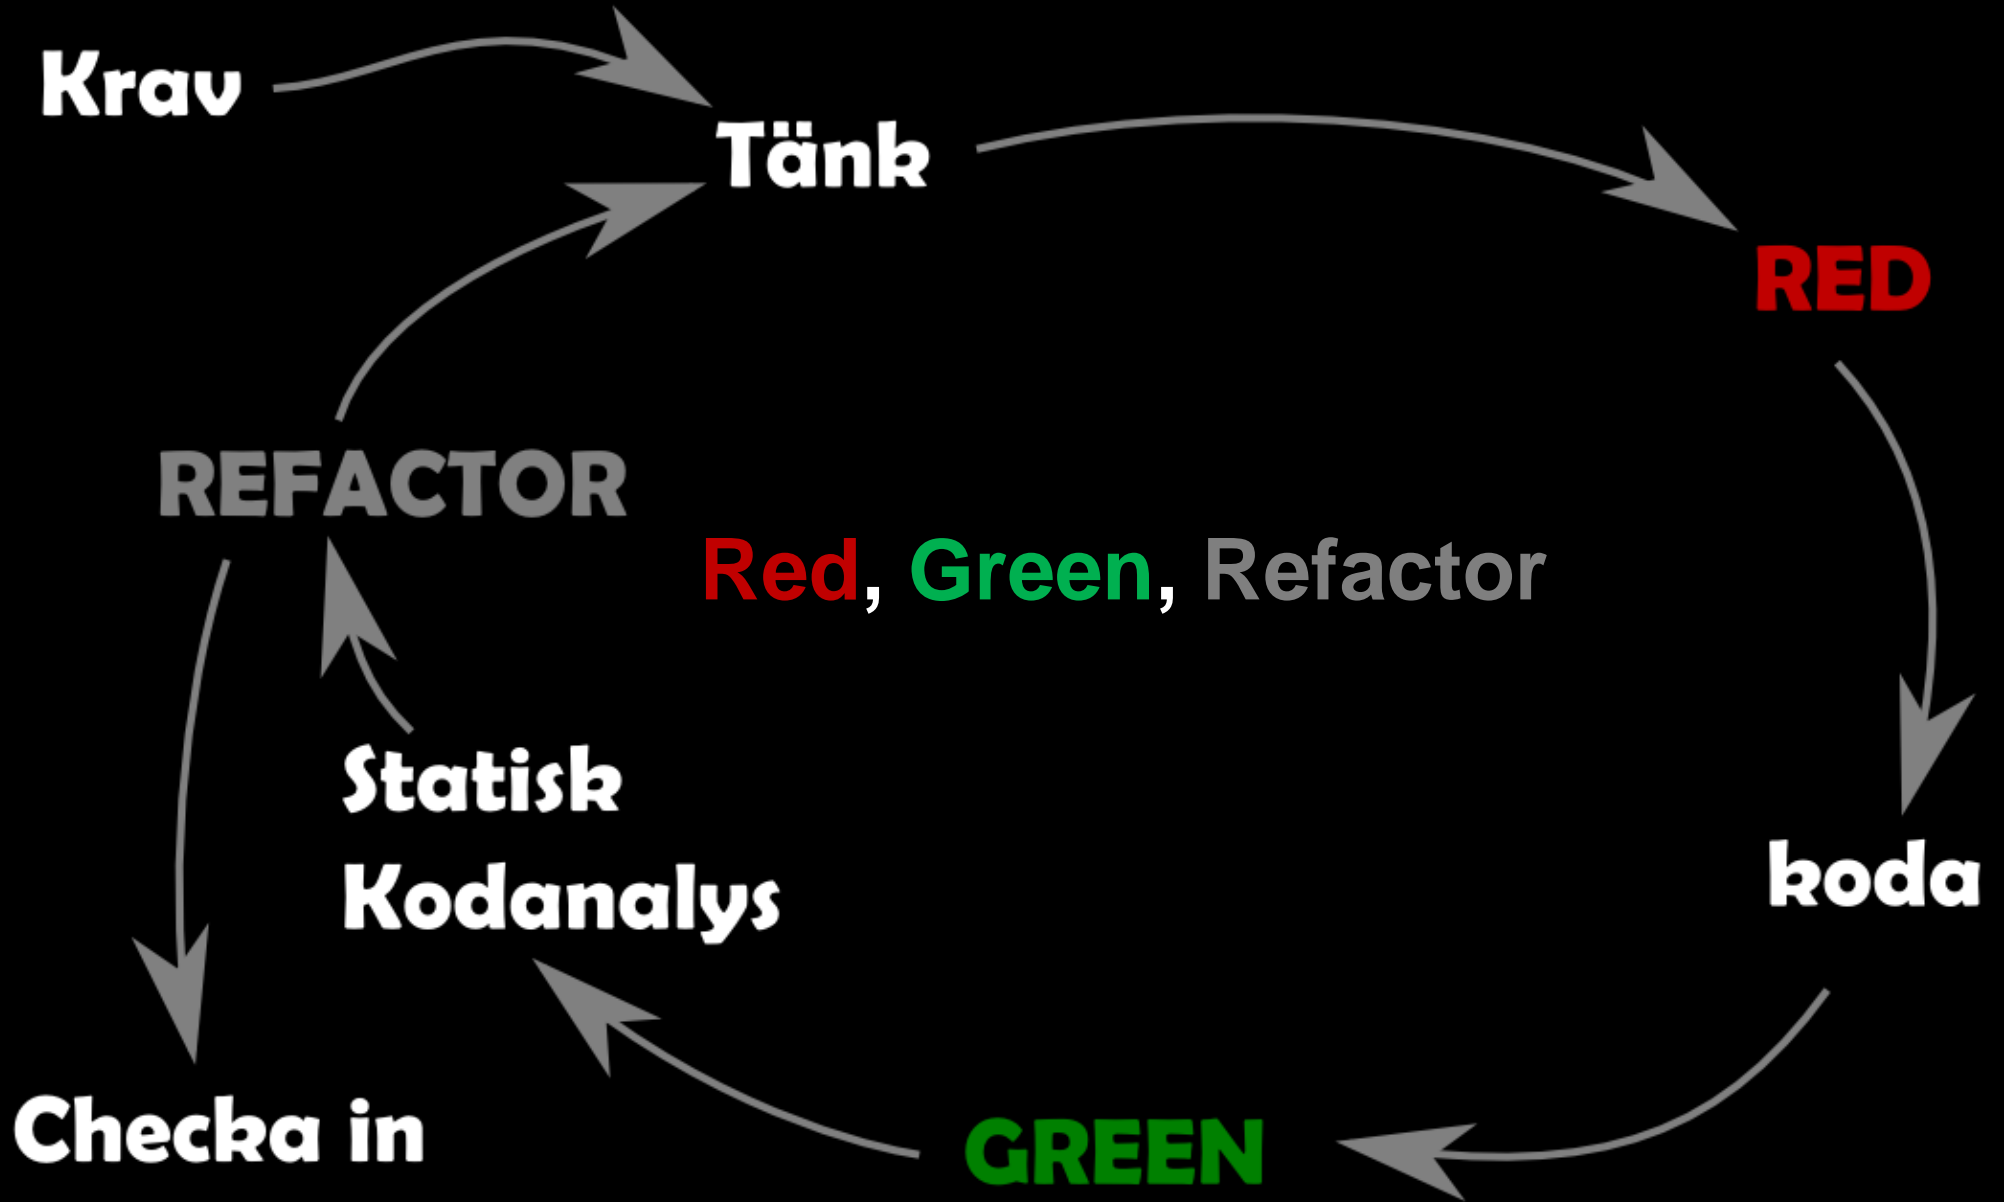 Krav
Tänk
RED
REFACTOR
Red, Green, Refactor
Statisk
Kodanalys
koda
Checka in
GREEN